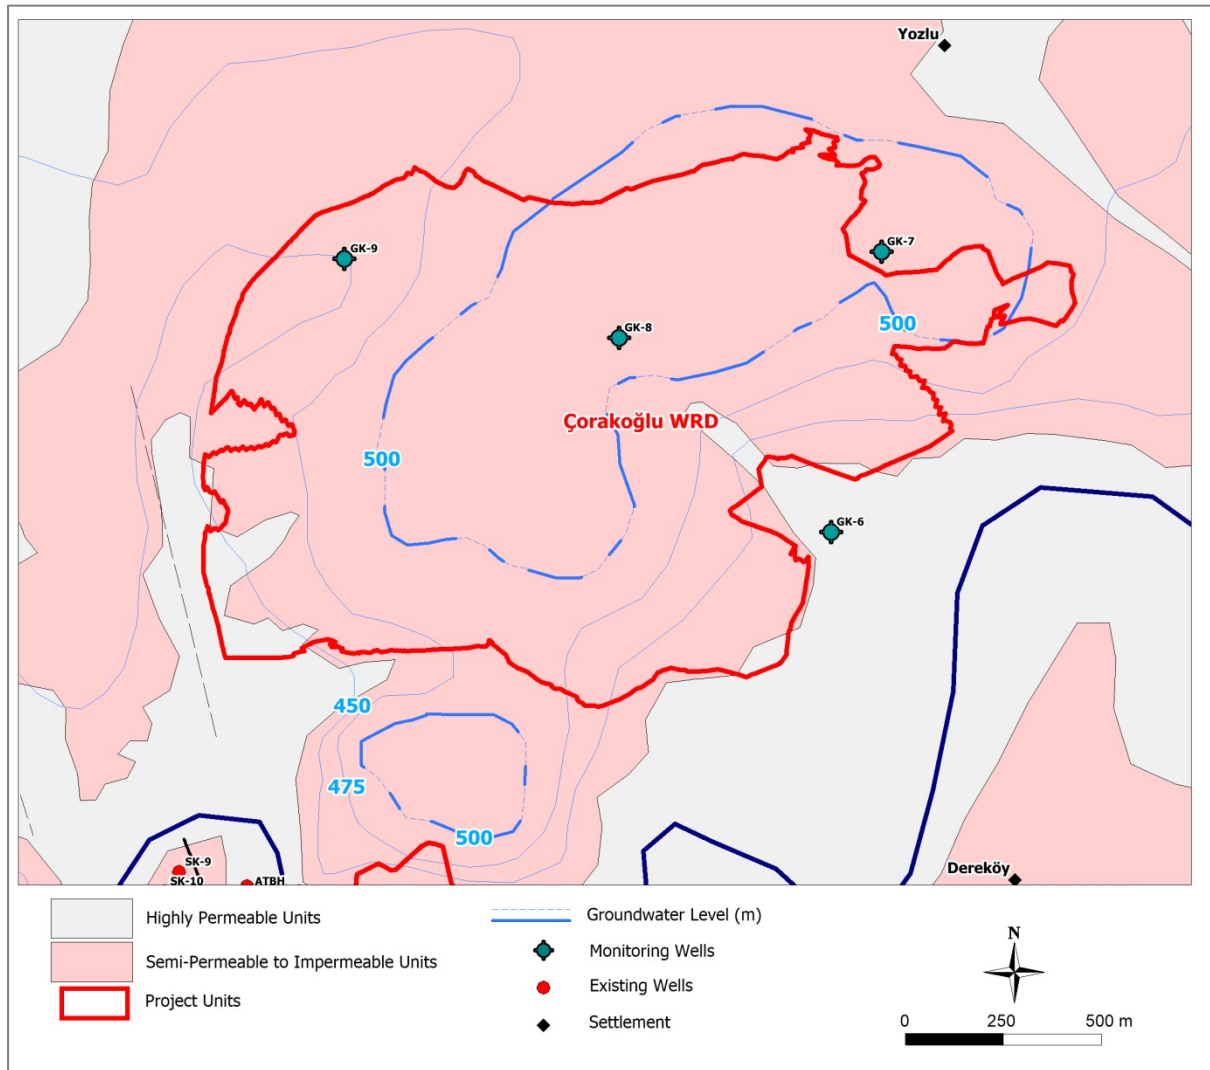 Yozlu
GK-9
GK-7
GK-8
500
Çorakoğlu WRD
500
GK-6
450
475
500
SK-9
SK-10
ATBH
Dereköy
Highly Permeable Units
Semi-Permeable to Impermeable Units
Project Units
Groundwater Level (m)
Monitoring Wells
Existing Wells
Settlement
N
0 250 500 m